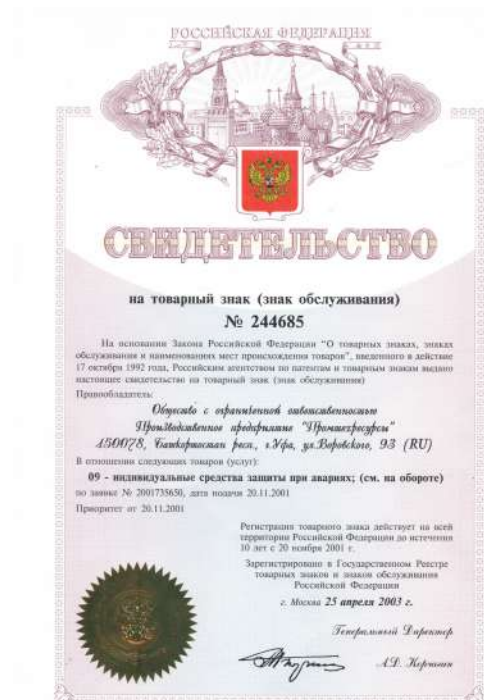 РОССИЙСКАЯ ФЕДЕРАЦИЯ
СВИДЕТЕЛЬСТВО
на товарный знак (знак обслуживания)
№ 244685
На основании Закона Российской Федерации "О товарных знаках, знаках
обслуживания и наименованиях мест происхождения товаров", введенного в действие
17 октября 1992 года, Российским агентством по патентам и товарным знакам выдано
настоящее свидетельство на товарный знак (знак обслуживания)
Правообладатель:
Общество с ограниченной ответственностью
Производственное предприятие "Промтехресурсы"
450078, Башкортостан респ., г.Уфа, ул.Воровского, 93 (RU)
В отношении следующих товаров (услуг):
09 - индивидуальные средства защиты при авариях; (см. на обороте)
по заявке № 2001735650, дата подачи 20.11.2001
Приоритет от 20.11.2001
Регистрация товарного знака действует на всей
территории Российской Федерации до истечения
10 лет с 20 ноября 2001 г.
Зарегистрировано в Государственном Реестре
товарных знаков и знаков обслуживания
Российской Федерации
г. Москва 25 апреля 2003 г.
Генеральный Директор
А.Д. Корчагин